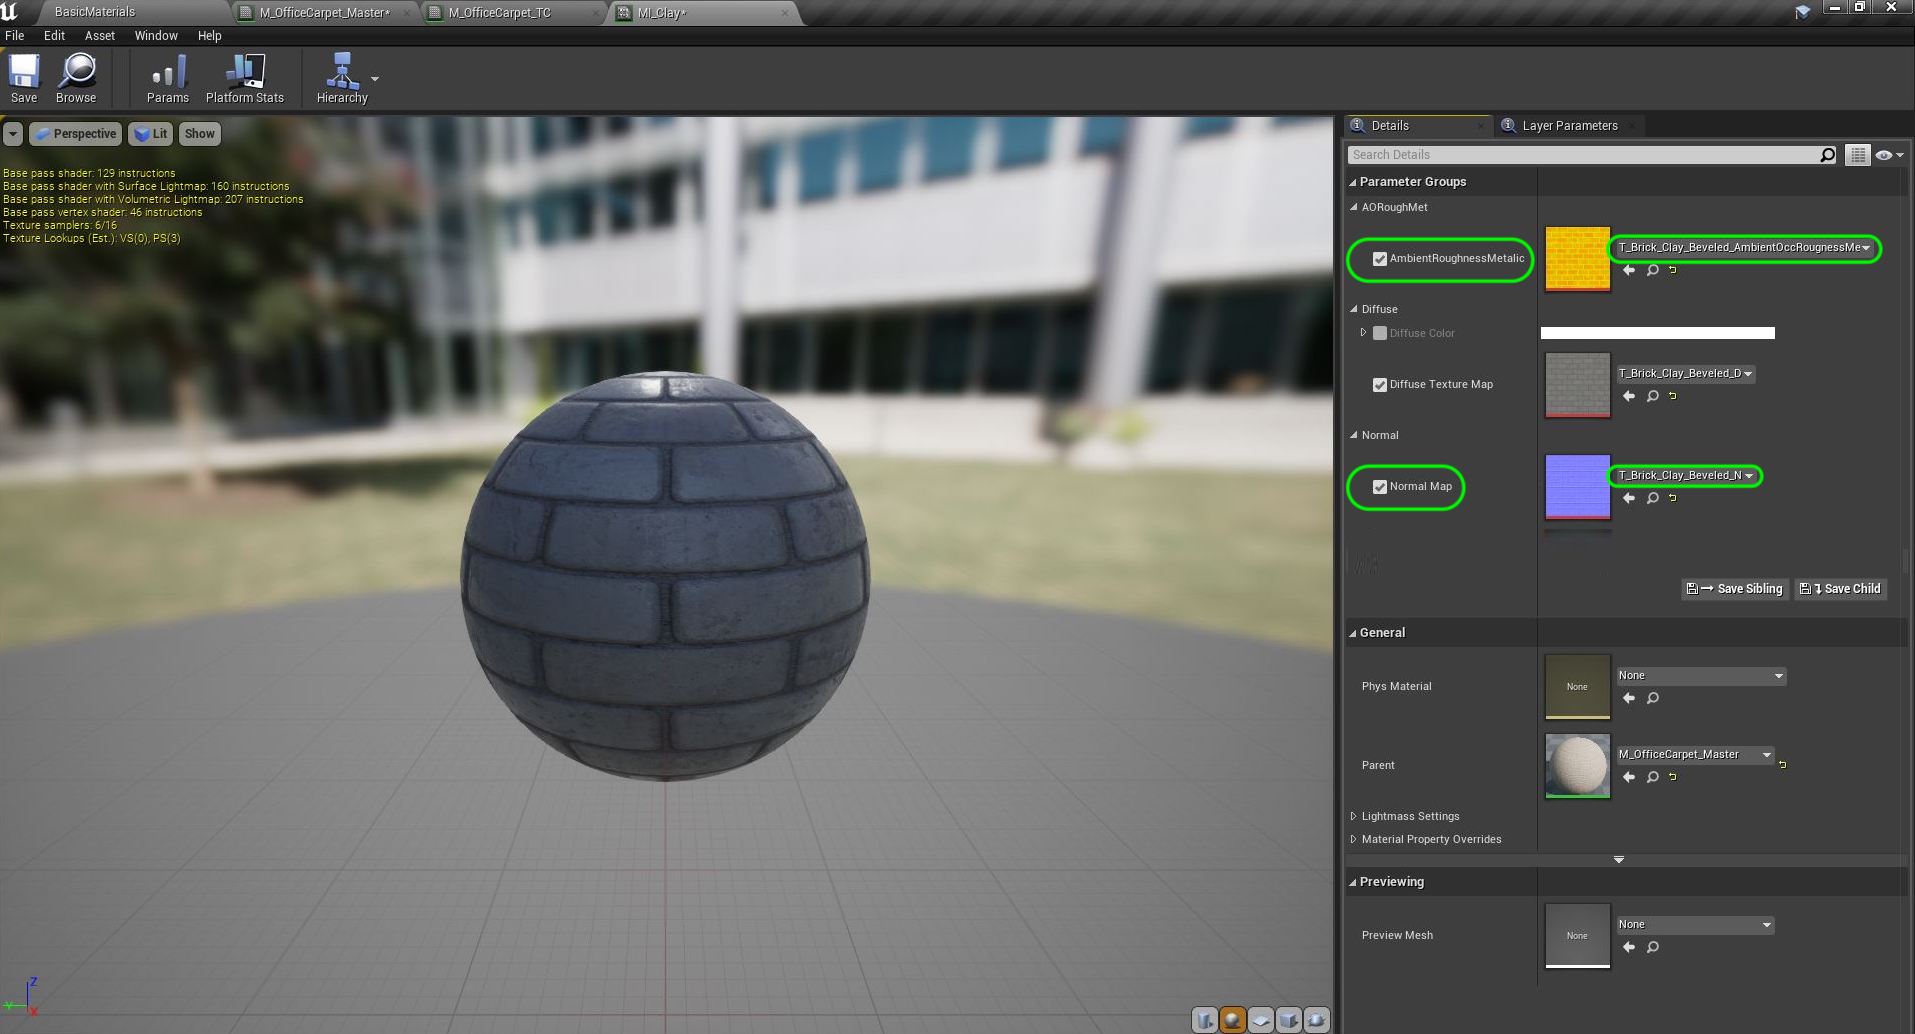 BasicMaterials
M_OfficeCarpet_Master*
M_OfficeCarpet_TC
MI_Clay*
File Edit Asset Window Help
Save Browse Params Platform Stats Hierarchy
Perspective Lit Show
Base pass shader: 129 instructions
Base pass shader with Surface Lightmap: 160 instructions
Base pass shader with Volumetric Lightmap: 207 instructions
Base pass vertex shader: 46 instructions
Texture samplers: 6/16
Texture Lookups (Est.): VS(0), PS(3)
Z
Y
X
Details
Layer Parameters
Search Details
Parameter Groups
AORoughMet
AmbientRoughnessMetalic
T_Brick_Clay_Beveled_AmbientOccRougnessMe
Diffuse
Diffuse Color
Diffuse Texture Map
T_Brick_Clay_Beveled_D
Normal
Normal Map
T_Brick_Clay_Beveled_N
Save Sibling
Save Child
General
Phys Material
None
None
Parent
M_OfficeCarpet_Master
Lightmass Settings
Material Property Overrides
Previewing
Preview Mesh
None
None